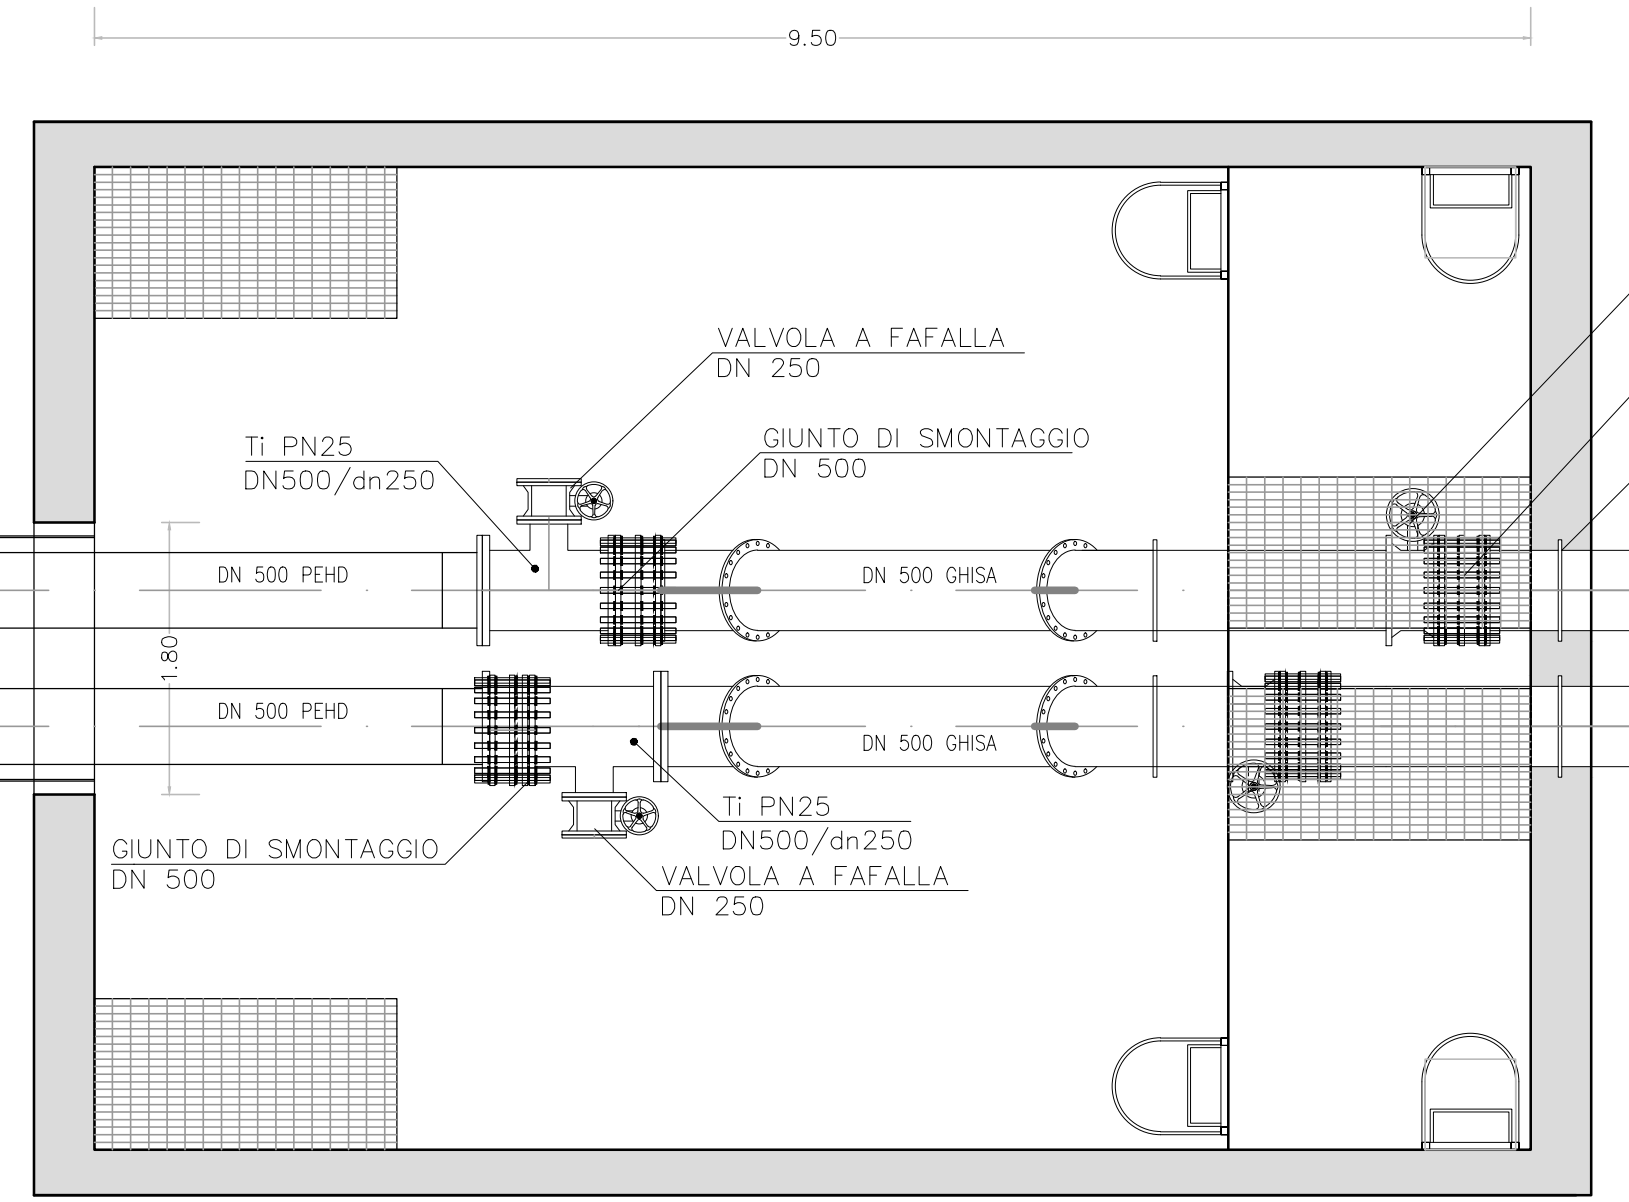 9.50
VALVOLA A FAFALLA
DN 250
GIUNTO DI SMONTAGGIO
DN 500
Ti PN25
DN500/dn250
DN 500 PEHD
DN 500 GHISA
1.80
DN 500 PEHD
DN 500 GHISA
Ti PN25
DN500/dn250
GIUNTO DI SMONTAGGIO
DN 500
VALVOLA A FAFALLA
DN 250